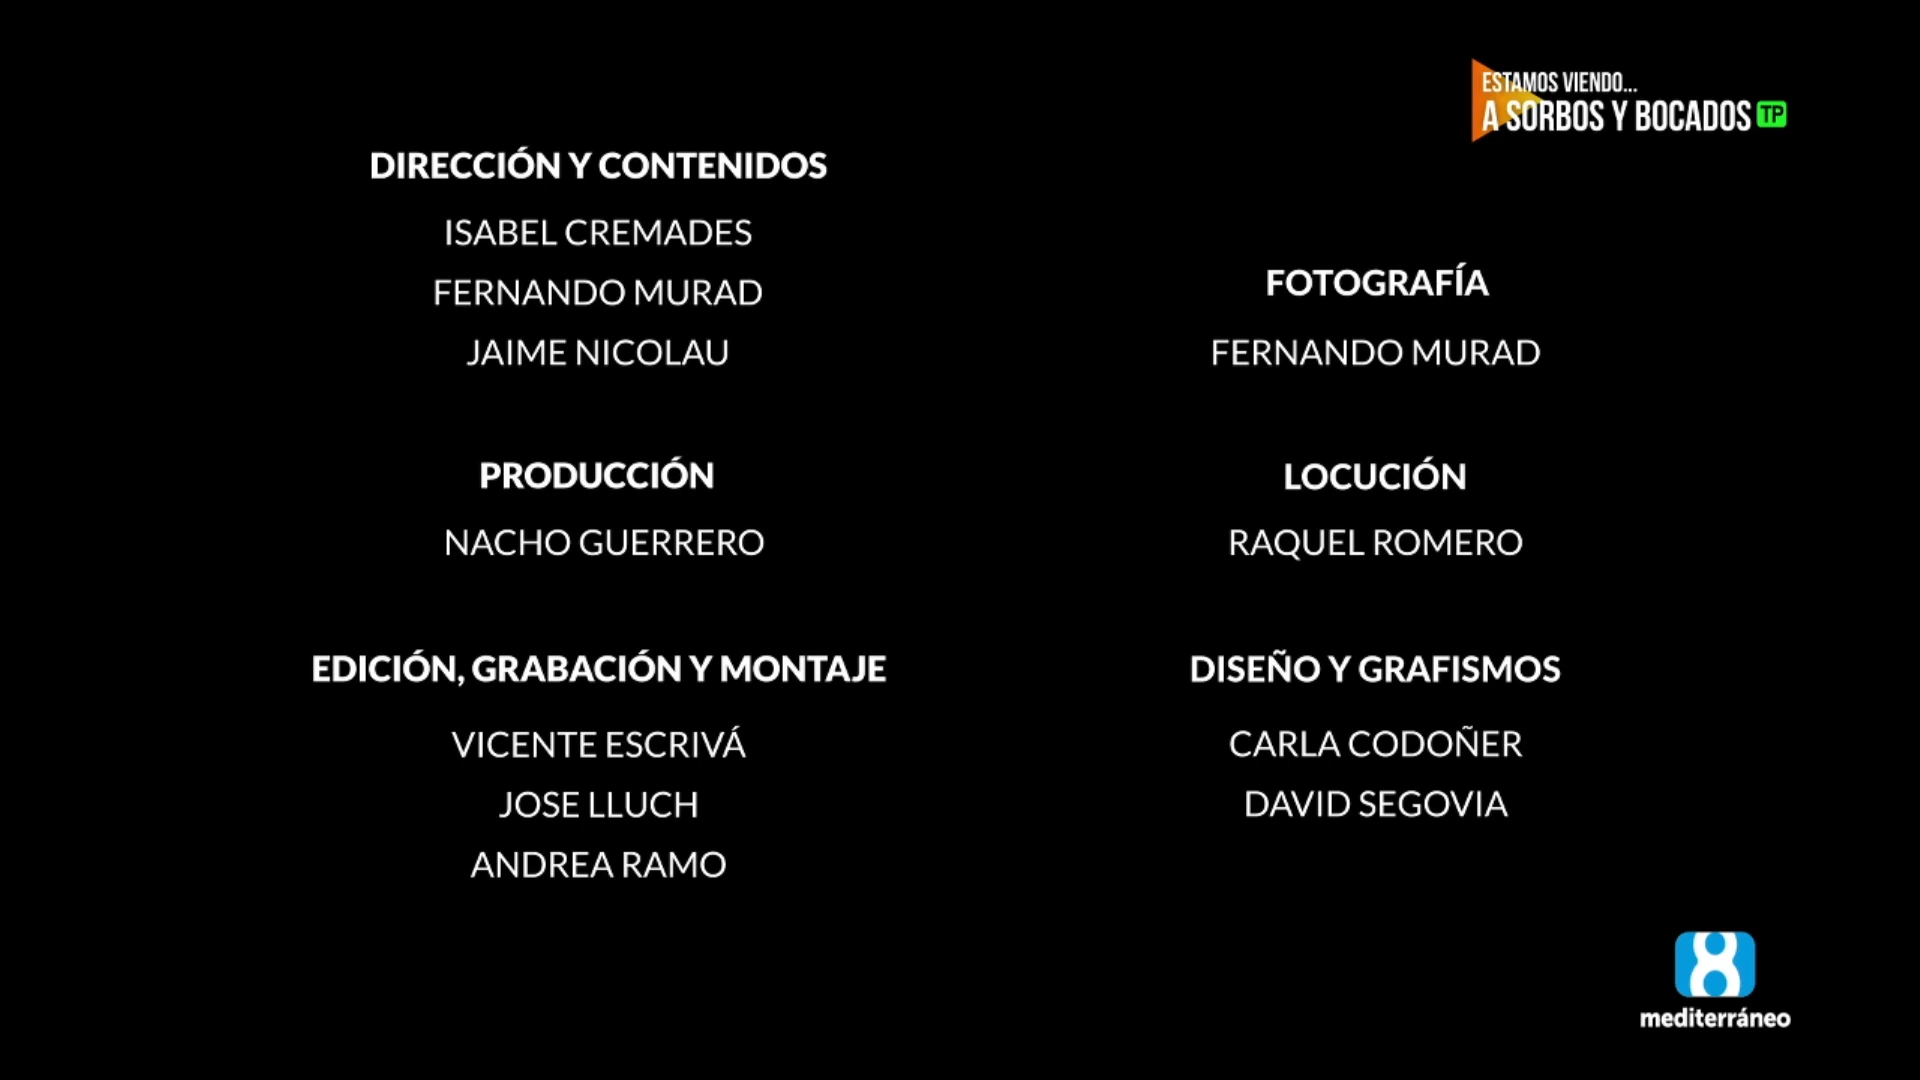 ESTAMOS VIENDO...
A SORBOS Y BOCADOS TP
DIRECCIÓN Y CONTENIDOS
ISABEL CREMADES
FERNANDO MURAD
JAIME NICOLAU
PRODUCCIÓN
NACHO GUERRERO
EDICIÓN, GRABACIÓN Y MONTAJE
VICENTE ESCRIVÁ
JOSE LLUCH
ANDREA RAMO
FOTOGRAFÍA
FERNANDO MURAD
LOCUCIÓN
RAQUEL ROMERO
DISEÑO Y GRAFISMOS
CARLA CODOÑER
DAVID SEGOVIA
8
mediterráneo